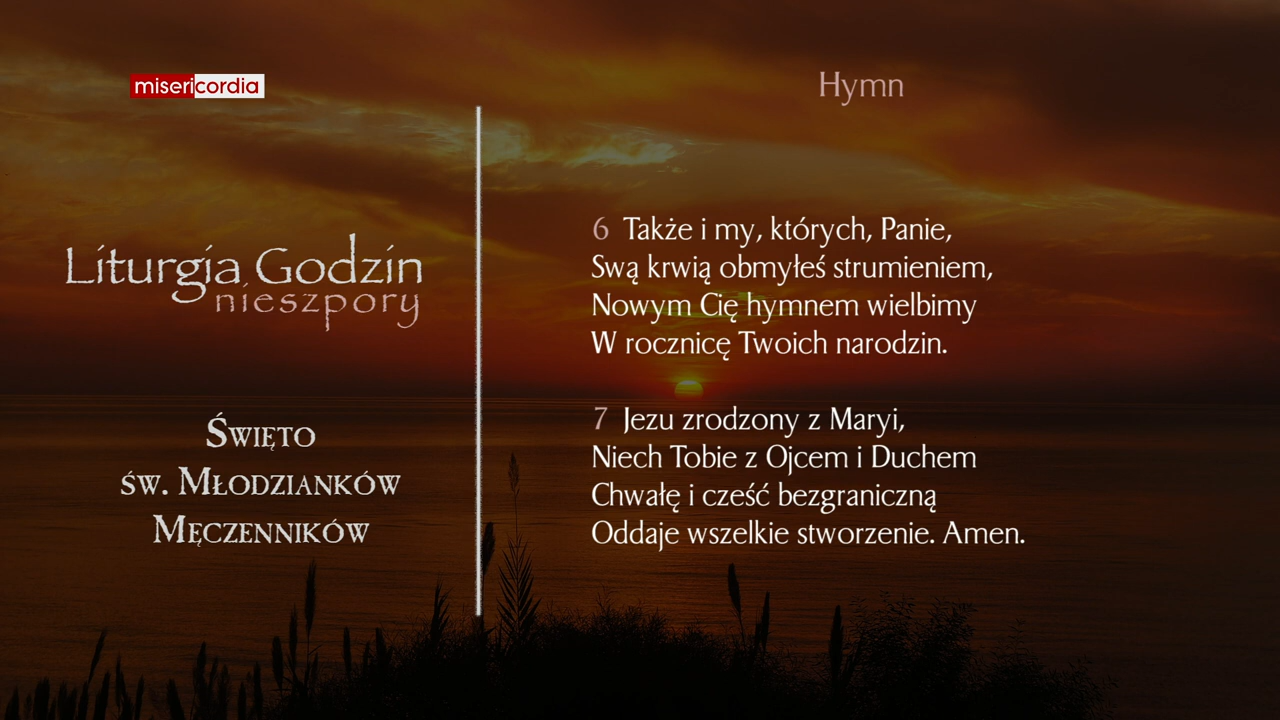 misericordia
Liturgia Godzin
nieszpory
Święto
św. Młodzianków
Męczenników
Hymn
6 Także i my, których, Panie,
Swą krwią obmyłeś strumieniem,
Nowym Cię hymnem wielbimy
W rocznicę Twoich narodzin.
7 Jezu zrodzony z Maryi,
Niech Tobie z Ojcem i Duchem
Chwałę i cześć bezgraniczną
Oddaje wszelkie stworzenie. Amen.